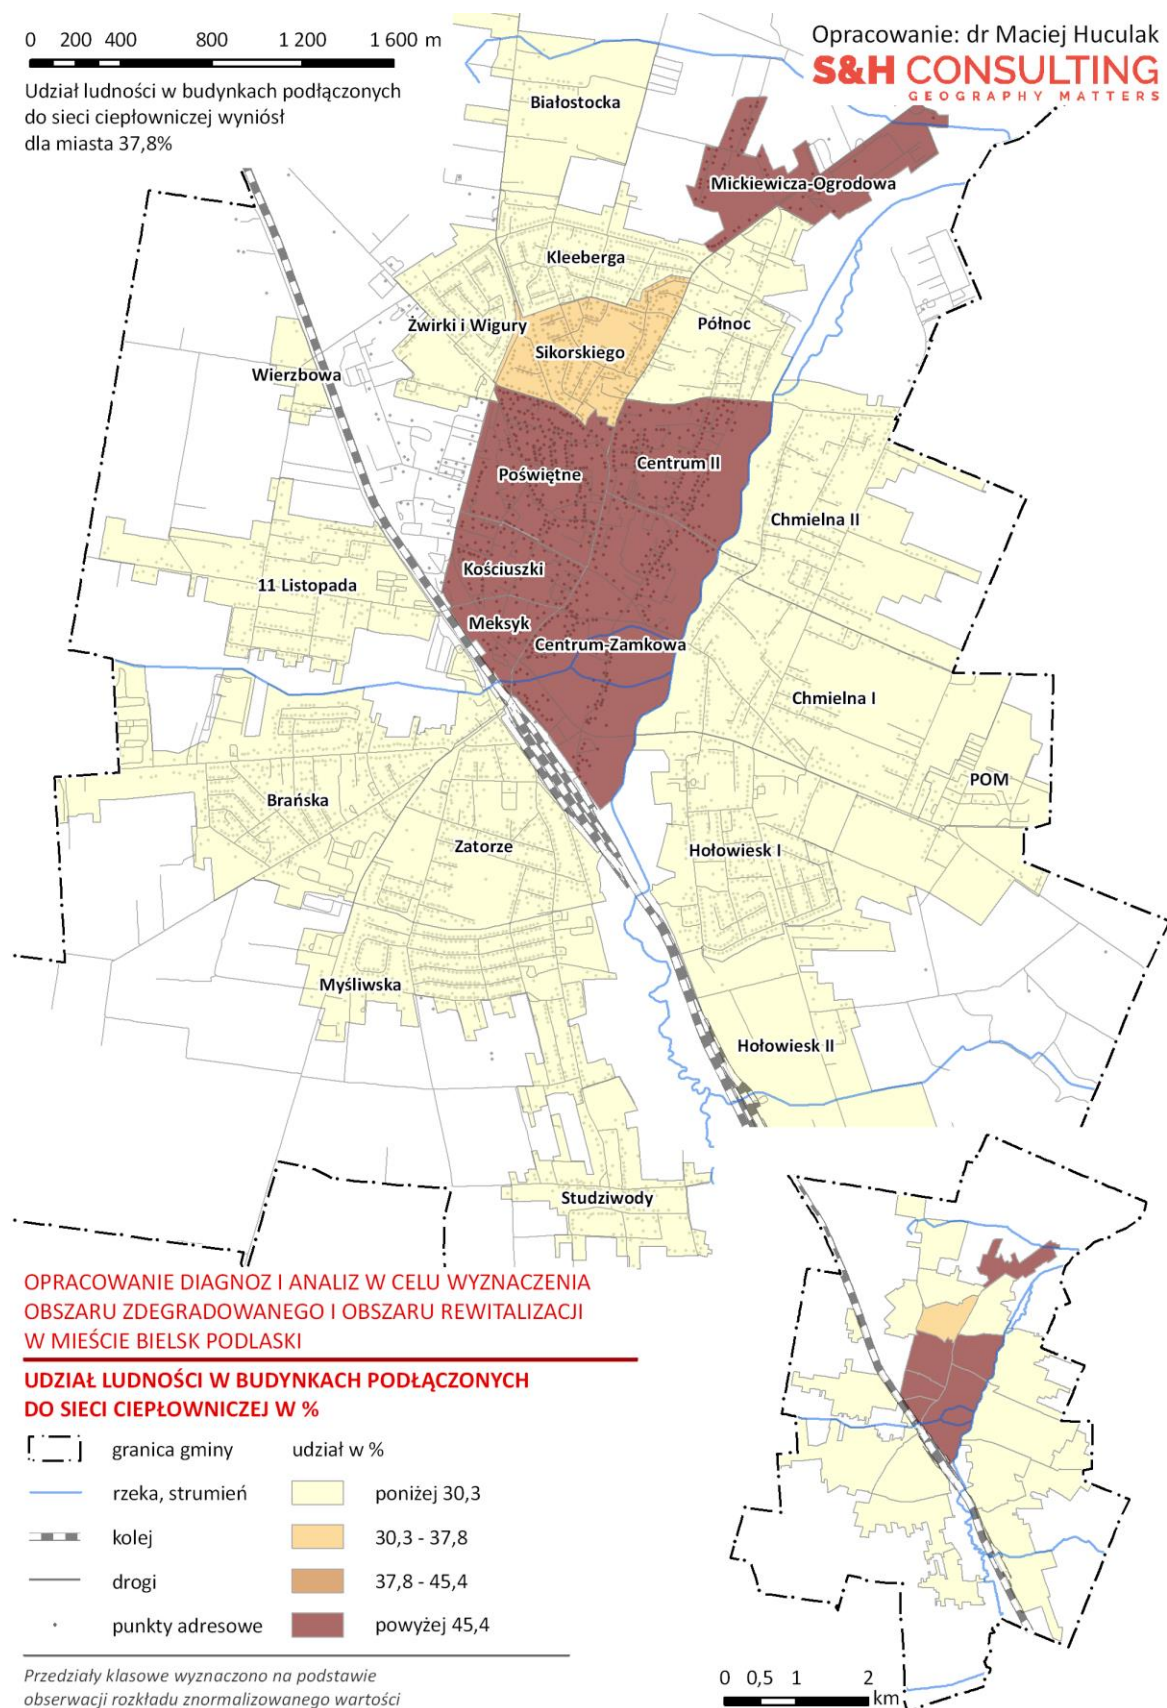 0 200 400 800 1 200 1 600 m
Udział ludności w budynkach podłączonych
do sieci ciepłowniczej wyniósł
dla miasta 37,8%
Opracowanie: dr Maciej Huculak
S&H CONSULTING
GEOGRAPHY MATTERS
Białostocka
Mickiewicza-Ogrodowa
Kleeberga
Żwirki i Wigury
Północ
Sikorskiego
Wierzbowa
Poświętne
Centrum II
Chmielna II
Kościuszki
11 Listopada
Meksyk
Centrum-Zamkowa
Chmielna I
POM
Brańska
Zatorze
Hołowiesk I
Myśliwska
Hołowiesk II
Studziwody
OPRACOWANIE DIAGNOZ I ANALIZ W CELU WYZNACZENIA
OBSZARU ZDEGRADOWANEGO I OBSZARU REWITALIZACJI
W MIEŚCIE BIELSK PODLASKI
UDZIAŁ LUDNOŚCI W BUDYNKACH PODŁĄCZONYCH
DO SIECI CIEPŁOWNICZEJ W %
granica gminy udział w %
rzeka, strumień poniżej 30,3
kolej 30,3 - 37,8
drogi 37,8 - 45,4
punkty adresowe powyżej 45,4
Przedziały klasowe wyznaczono na podstawie
obserwacji rozkładu znormalizowanego wartości
0 0,5 1 2
km